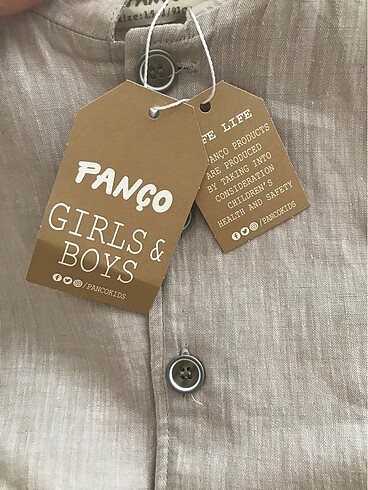 PANÇO
GIRLS &
BOYS
/PANCOKIDS
FE LIFE
PANÇO PRODUCTS
ARE PRODUCED
BY TAKING INTO
CONSIDERATION
CHILDREN'S
HEALTH AND SAFETY
/PANCOKIDS